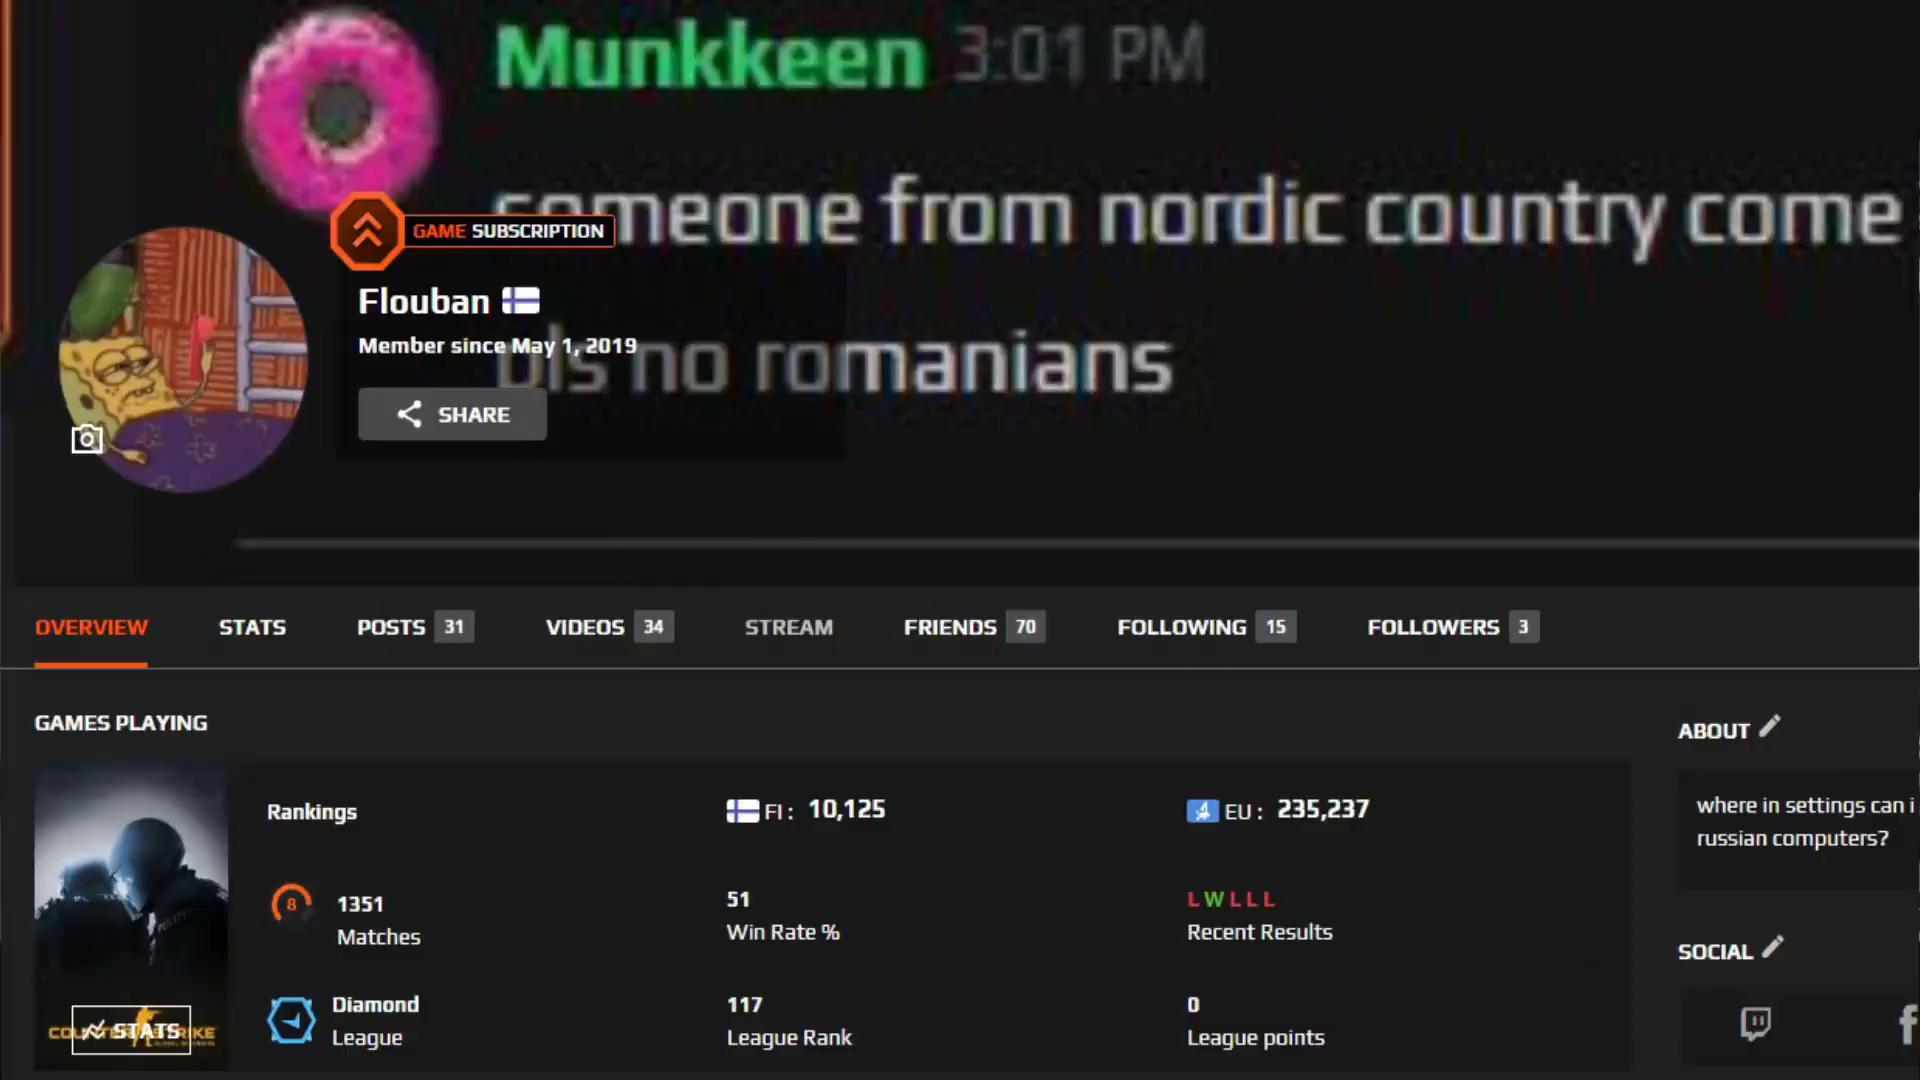 Munkkeen 3:01 PM
someone from nordic country come
GAME SUBSCRIPTION
Flouban
Member since May 1, 2019
pls no romanians
SHARE
OVERVIEW STATS POSTS 31 VIDEOS 34 STREAM FRIENDS 70 FOLLOWING 15 FOLLOWERS 3
GAMES PLAYING
ABOUT
Rankings FI : 10,125 EU : 235,237
where in settings can i
russian computers?
8 1351 51 L W L L L
Matches Win Rate % Recent Results
SOCIAL
Diamond 117 0
League League Rank League points
STATS